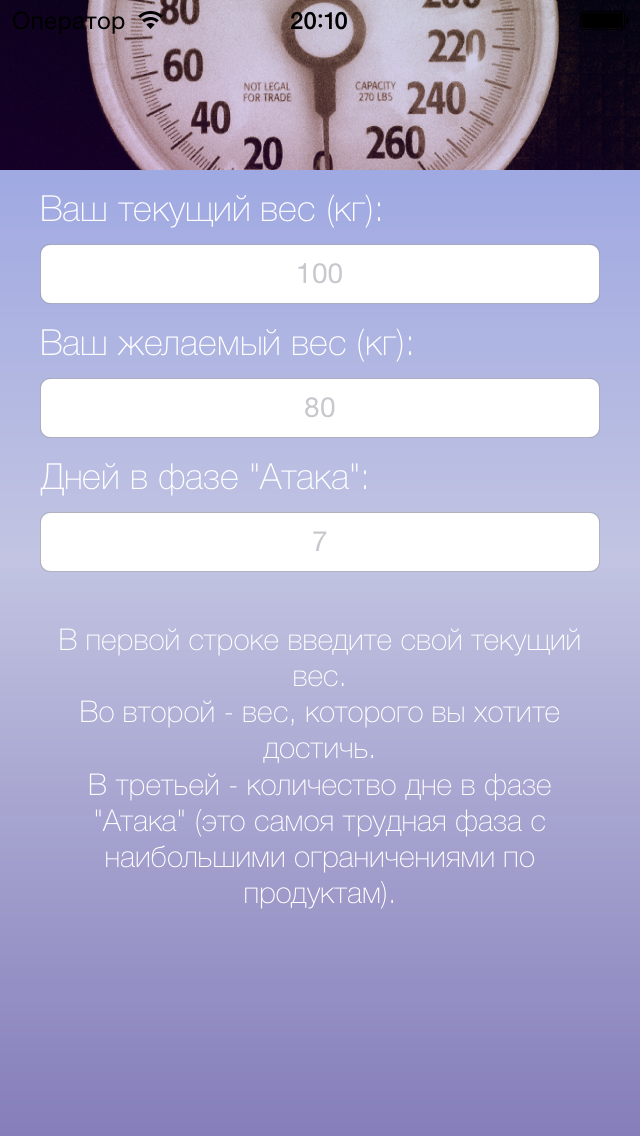 Оператор 20:10
80 200
60 220
NOT LEGAL CAPACITY
FOR TRADE 270 LBS
40 240
20 0 260
Ваш текущий вес (кг):
100
Ваш желаемый вес (кг):
80
Дней в фазе "Атака":
7
В первой строке введите свой текущий
вес.
Во второй - вес, которого вы хотите
достичь.
В третьей - количество дне в фазе
"Атака" (это самоя трудная фаза с
наибольшими ограничениями по
продуктам).